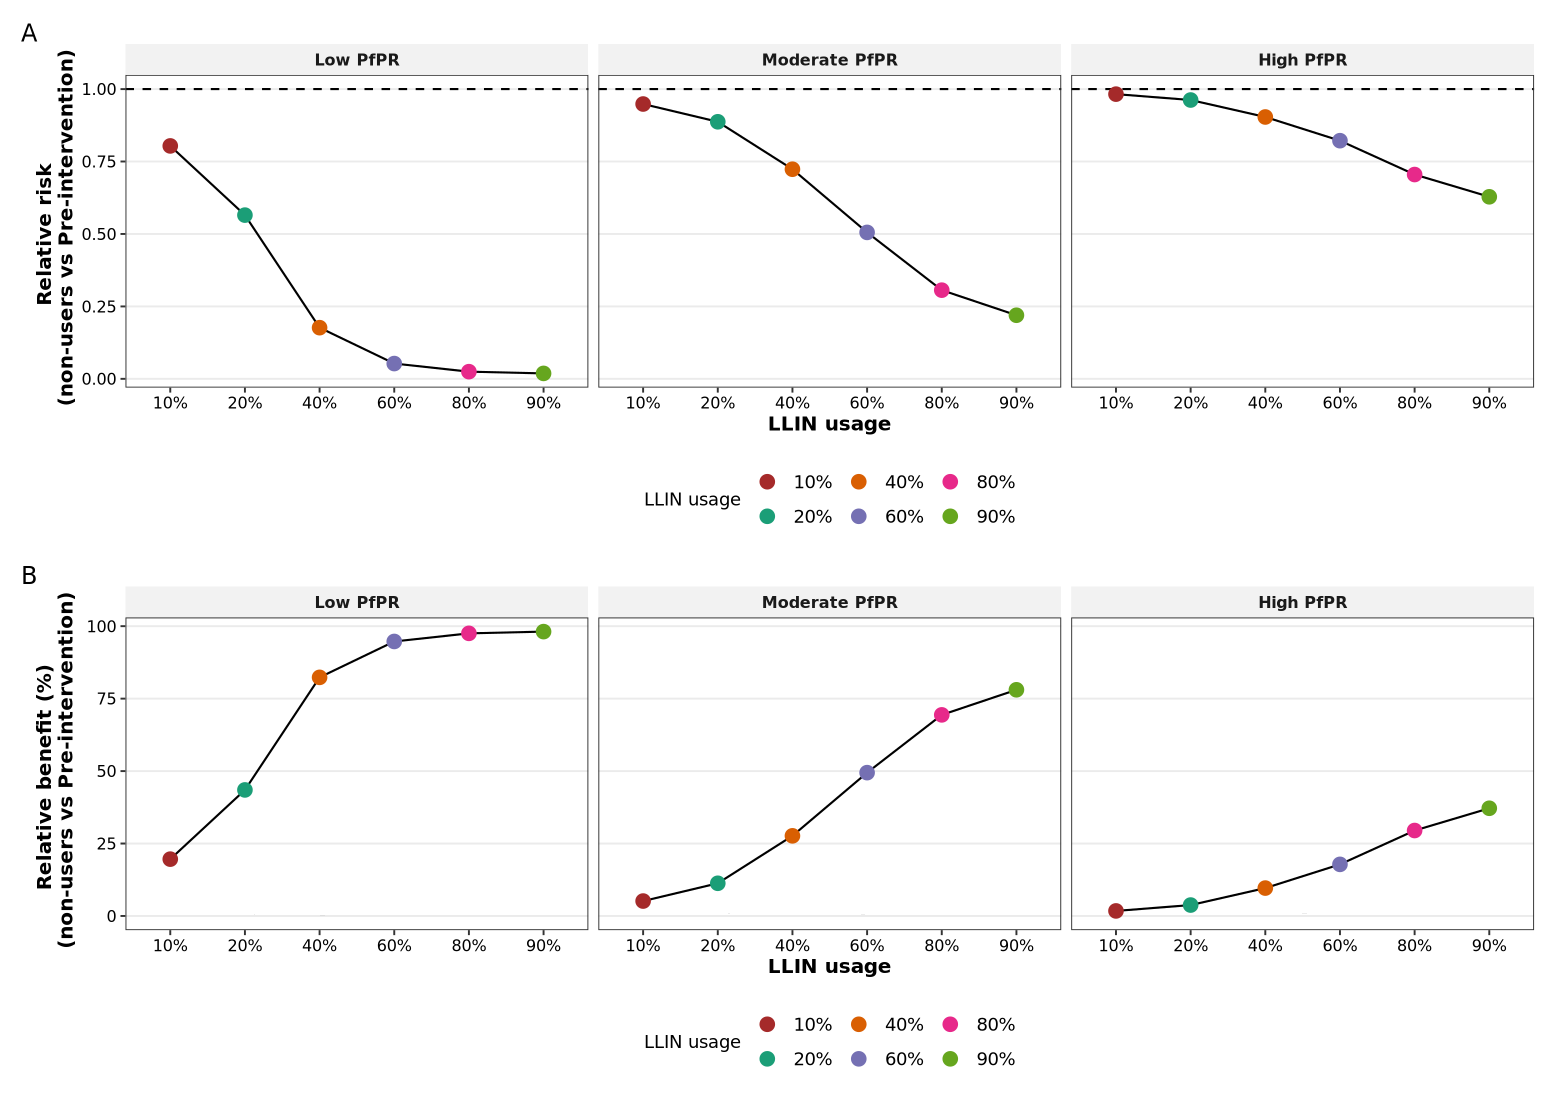 A
Low PfPR
Moderate PfPR
High PfPR
Relative risk
(non-users vs Pre-intervention)
1.00
0.75
0.50
0.25
0.00
10% 20% 40% 60% 80% 90%
10% 20% 40% 60% 80% 90%
10% 20% 40% 60% 80% 90%
LLIN usage
LLIN usage
10% 40% 80%
20% 60% 90%
B
Low PfPR
Moderate PfPR
High PfPR
Relative benefit (%)
(non-users vs Pre-intervention)
100
75
50
25
0
10% 20% 40% 60% 80% 90%
10% 20% 40% 60% 80% 90%
10% 20% 40% 60% 80% 90%
LLIN usage
LLIN usage
10% 40% 80%
20% 60% 90%